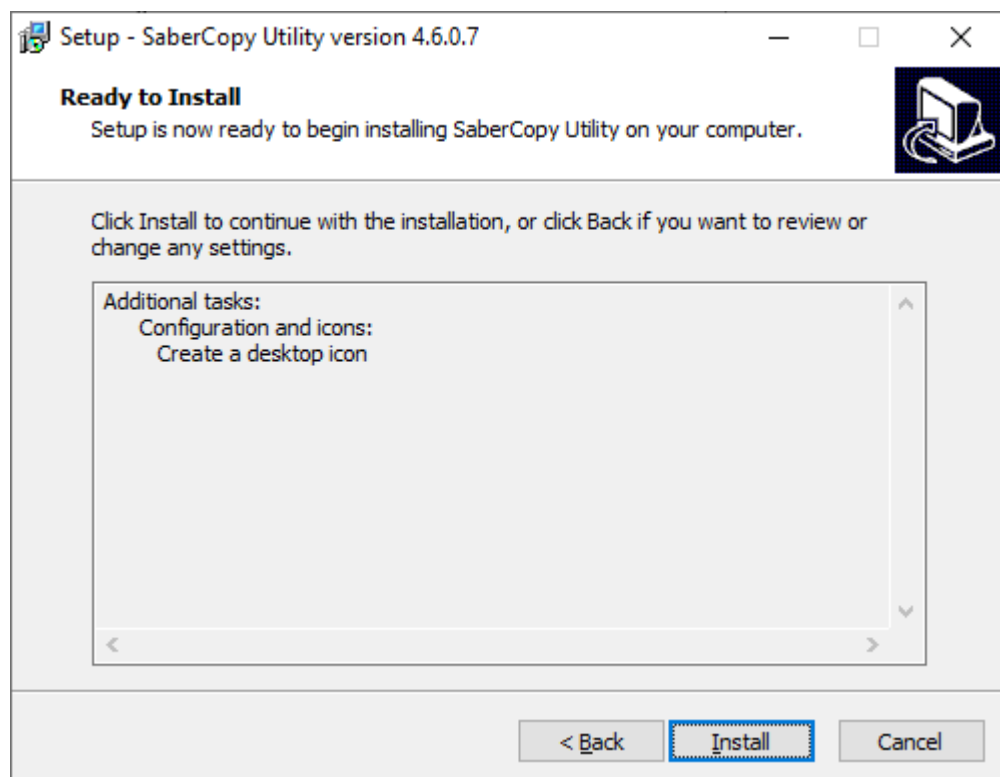 Setup - SaberCopy Utility version 4.6.0.7
Ready to Install
Setup is now ready to begin installing SaberCopy Utility on your computer.
Click Install to continue with the installation, or click Back if you want to review or
change any settings.
Additional tasks:
Configuration and icons:
Create a desktop icon
< Back
Install
Cancel